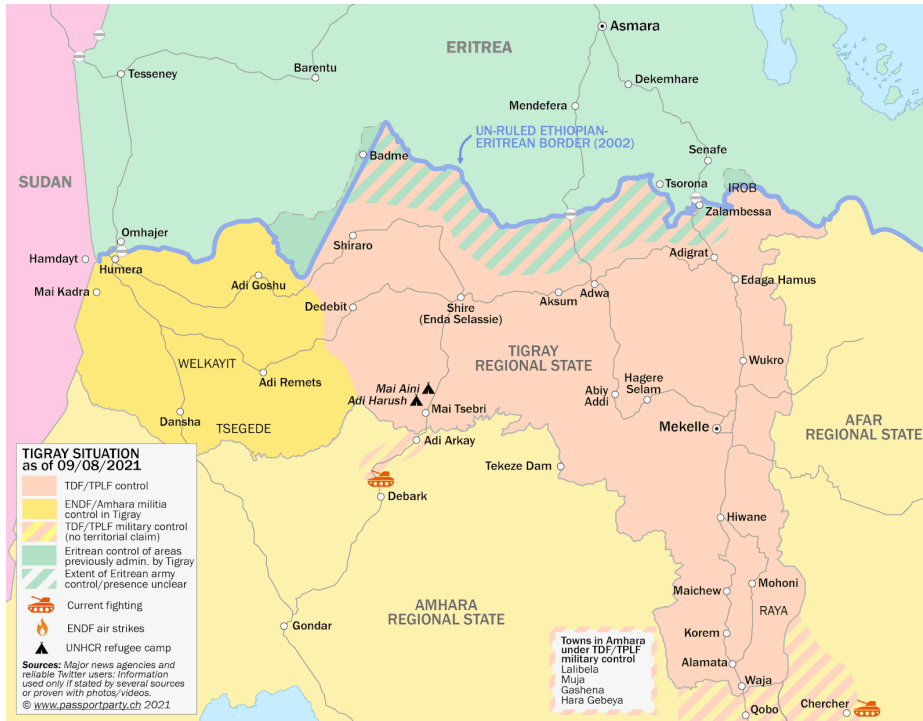 Asmara
ERITREA
Barentu
Tesseney
Dekemhare
Mendefera
UN-RULED ETHIOPIAN-
ERITREAN BORDER (2002)
Senafe
Badme
SUDAN
Tsorona
IROB
Zalambessa
Omhajer
Shiraro
Hamdayt
Humera
Adigrat
Adi Goshu
Edaga Hamus
Mai Kadra
Dedebit
Shire
(Enda Selassie)
Aksum
Adwa
TIGRAY
REGIONAL STATE
WELKAYIT
Wukro
Adi Remets
Hagere
Selam
Abiy
Addi
Mai Aini
Adi Harush
Mai Tsebri
Dansha
TSEGEDE
Mekelle
AFAR
REGIONAL STATE
Adi Arkay
Tekeze Dam
Debark
Hiwane
Mohoni
Maichew
RAYA
AMHARA
REGIONAL STATE
Gondar
Korem
Alamata
Waja
Qobo
Chercher
TIGRAY SITUATION
as of 09/08/2021
TDF/TPLF control
ENDF/Amhara militia
control in Tigray
TDF/TPLF military control
(no territorial claim)
Eritrean control of areas
previously admin. by Tigray
Extent of Eritrean army
control/presence unclear
Current fighting
ENDF air strikes
UNHCR refugee camp
Sources: Major news agencies and
reliable Twitter users: Information
used only if stated by several sources
or proven with photos/videos.
© www.passportparty.ch 2021
Towns in Amhara
under TDF/TPLF
military control
Lalibela
Muja
Gashena
Hara Gebeya